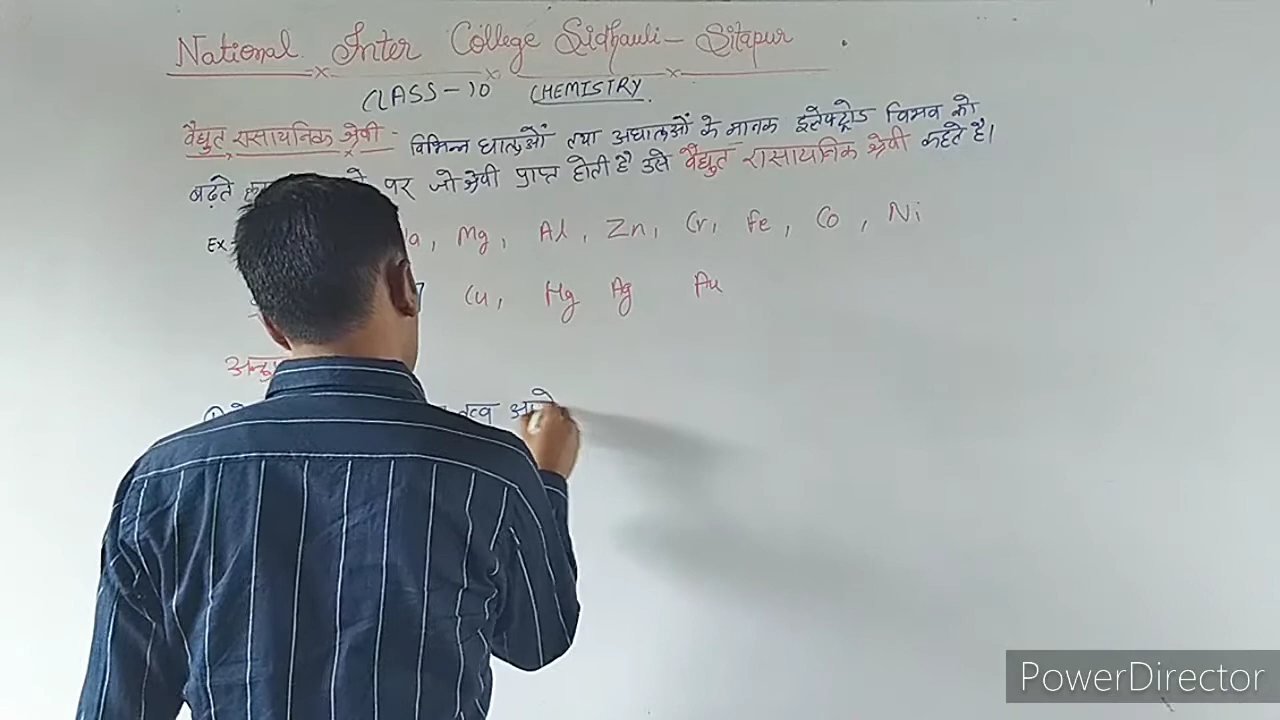 National Inter College Sidhauli - Sitapur .
CLASS - 10 CHEMISTRY
वैद्युत रासायनिक श्रेणी - विभिन्न धातुओं तथा अधातुओं के मानक इलेक्ट्रोड विभव को
बढ़ते पर जो श्रेणी प्राप्त होती है उसे वैद्युत रासायनिक श्रेणी कहते है।
Ex , Mg, Al, Zn, Cr, Fe, Co, Ni
Cu, Hg Ag Au
①
PowerDirector